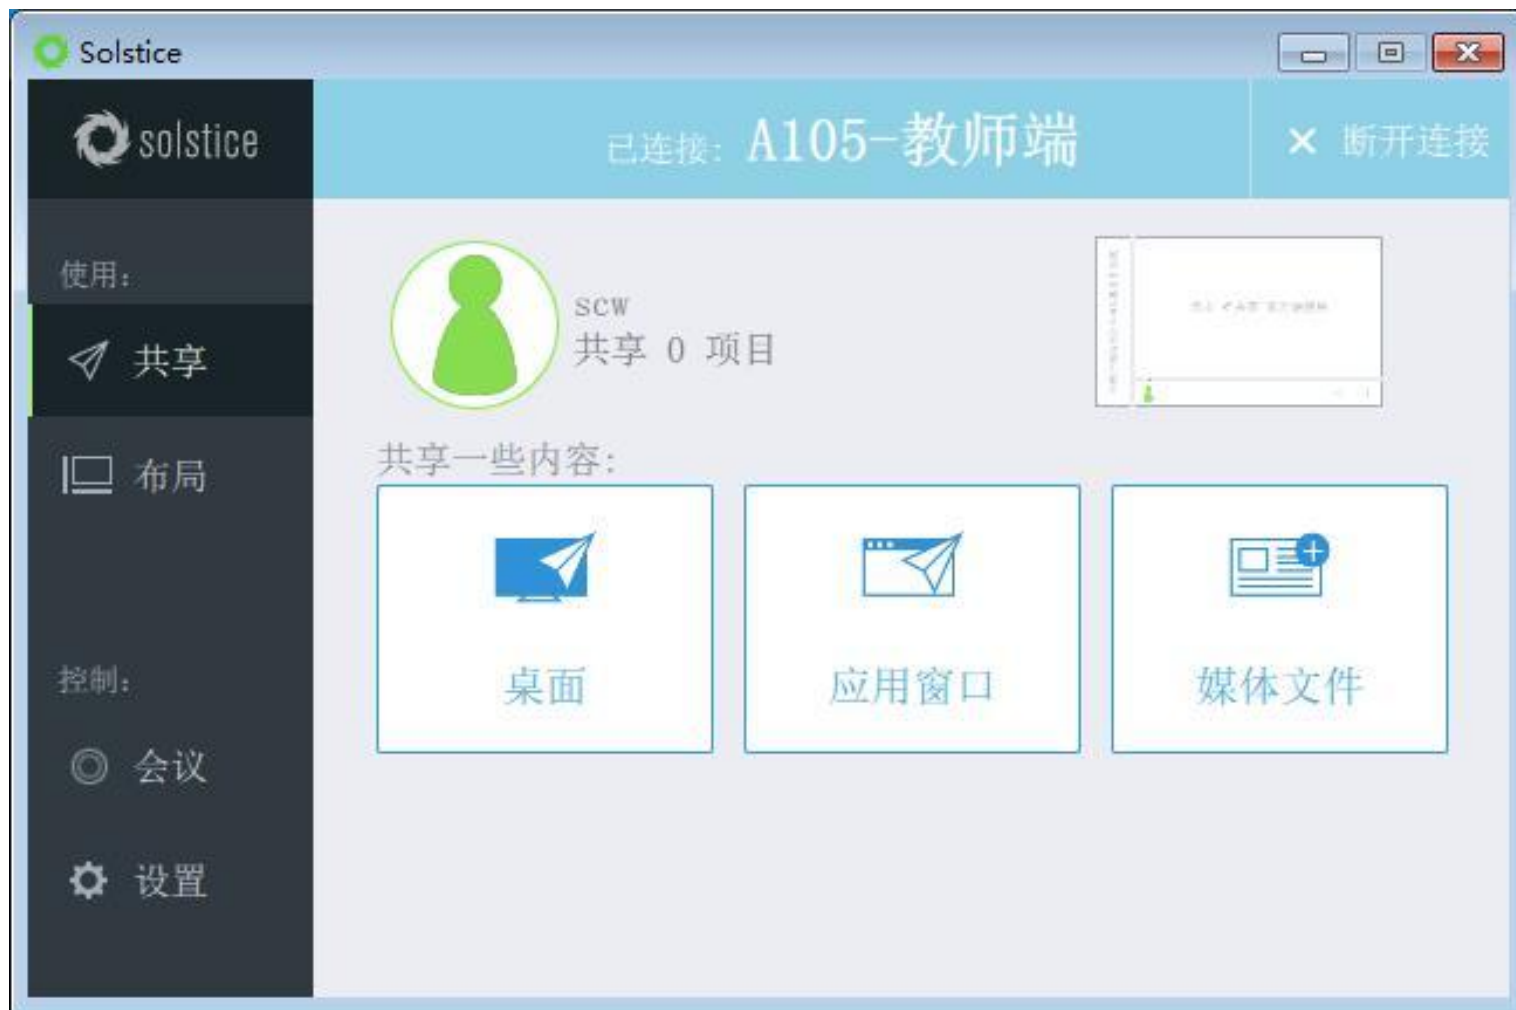 Solstice
solstice
已连接: A105-教师端
× 断开连接
使用:
共享
布局
控制:
会议
设置
scw
共享 0 项目
共享一些内容:
桌面
应用窗口
媒体文件